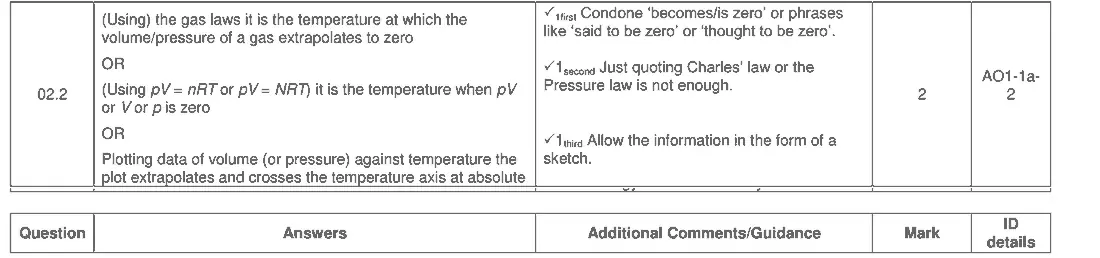 02.2
(Using) the gas laws it is the temperature at which the
volume/pressure of a gas extrapolates to zero
OR
(Using pV = nRT or pV = NRT) it is the temperature when pV
or V or p is zero
OR
Plotting data of volume (or pressure) against temperature the
plot extrapolates and crosses the temperature axis at absolute
✓1first Condone ‘becomes/is zero’ or phrases
like ‘said to be zero’ or ‘thought to be zero’.
✓1second Just quoting Charles’ law or the
Pressure law is not enough.
✓1third Allow the information in the form of a
sketch.
2
AO1-1a-
2
Question Answers Additional Comments/Guidance Mark ID
details